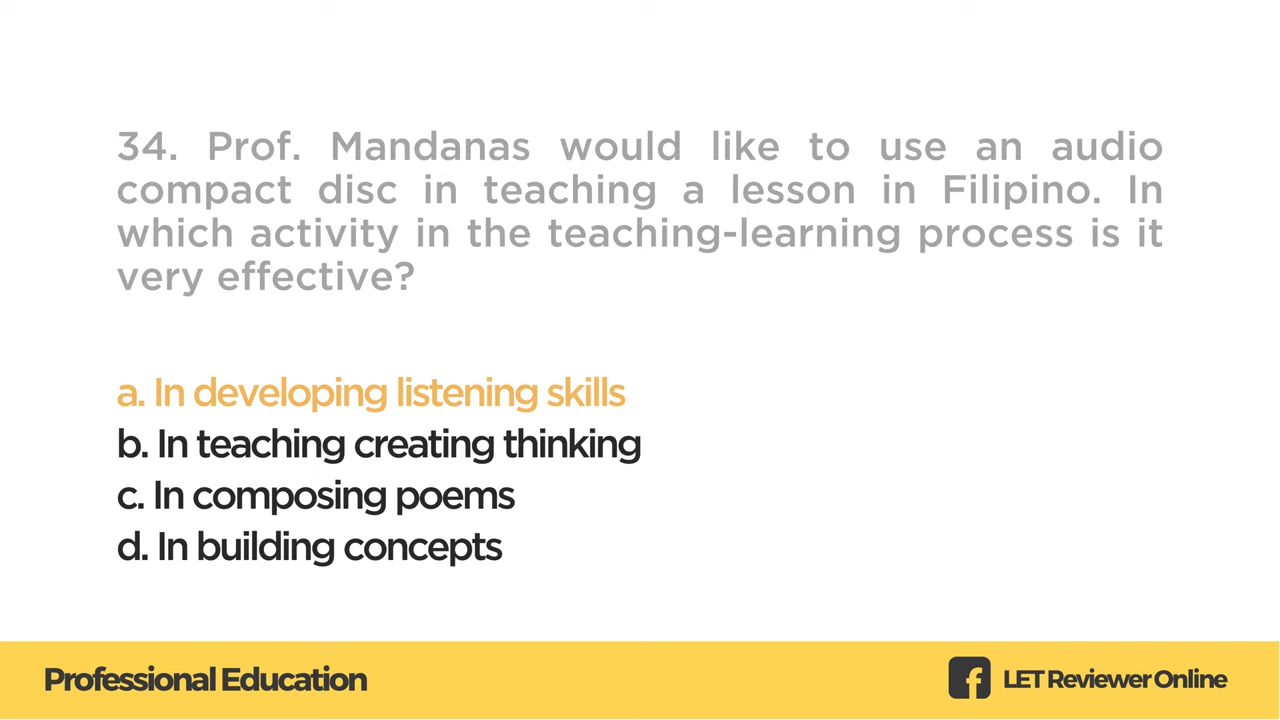 34. Prof. Mandanas would like to use an audio
compact disc in teaching a lesson in Filipino. In
which activity in the teaching-learning process is it
very effective?
a. In developing listening skills
b. In teaching creating thinking
c. In composing poems
d. In building concepts
Professional Education
LET Reviewer Online